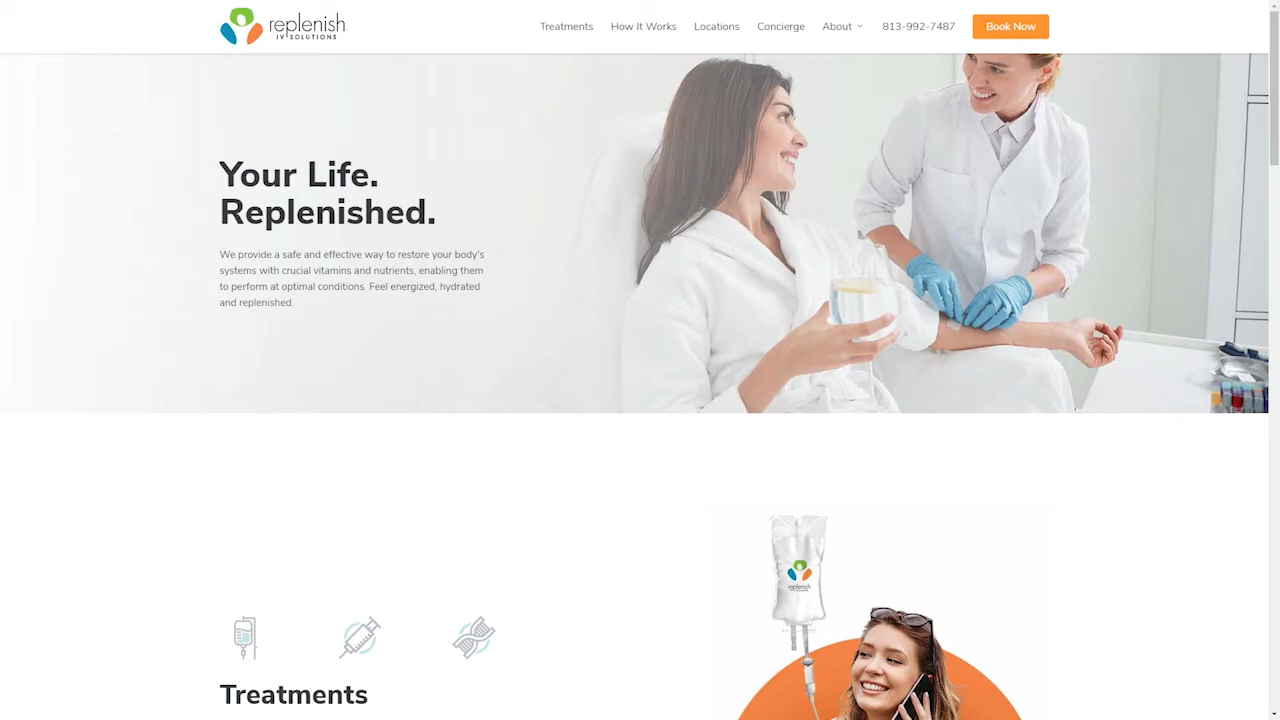 replenish
IV SOLUTIONS
Treatments How It Works Locations Concierge About 813-992-7487 Book Now
Your Life.
Replenished.
We provide a safe and effective way to restore your body's
systems with crucial vitamins and nutrients, enabling them
to perform at optimal conditions. Feel energized, hydrated
and replenished.
replenish
Treatments